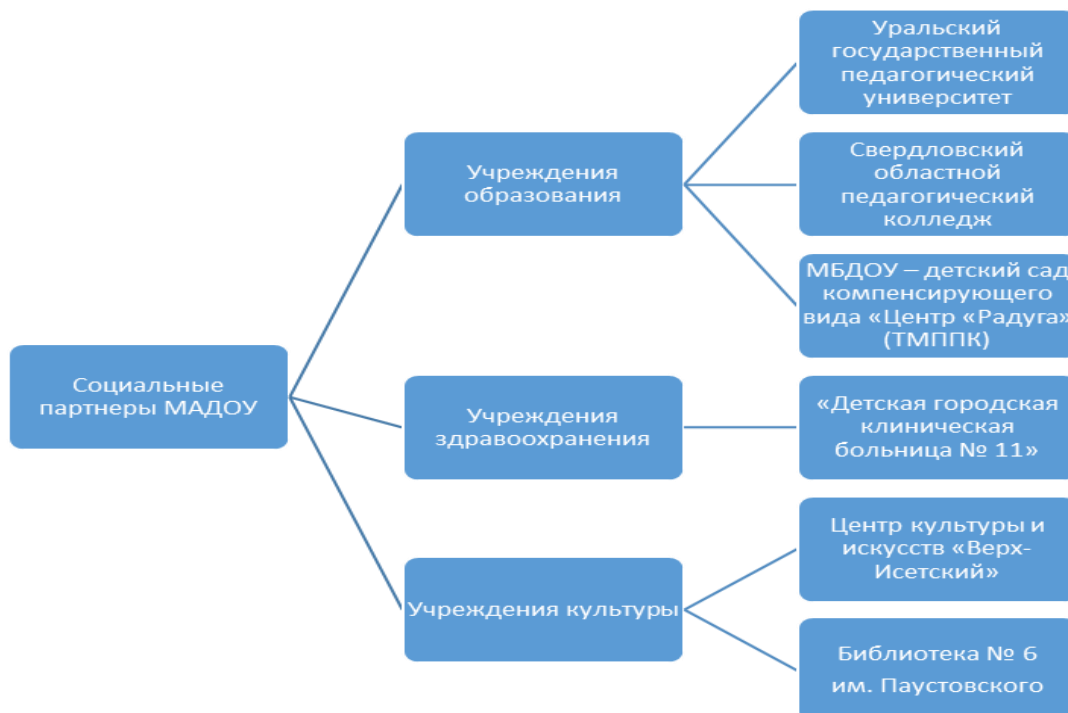 Социальные
партнеры МАДОУ
Учреждения
образования
Уральский
государственный
педагогический
университет
Свердловский
областной
педагогический
колледж
МБДОУ – детский сад
компенсирующего
вида «Центр «Радуга»
(ТМППК)
Учреждения
здравоохранения
«Детская городская
клиническая
больница № 11»
Учреждения культуры
Центр культуры и
искусств «Верх-
Исетский»
Библиотека № 6
им. Паустовского